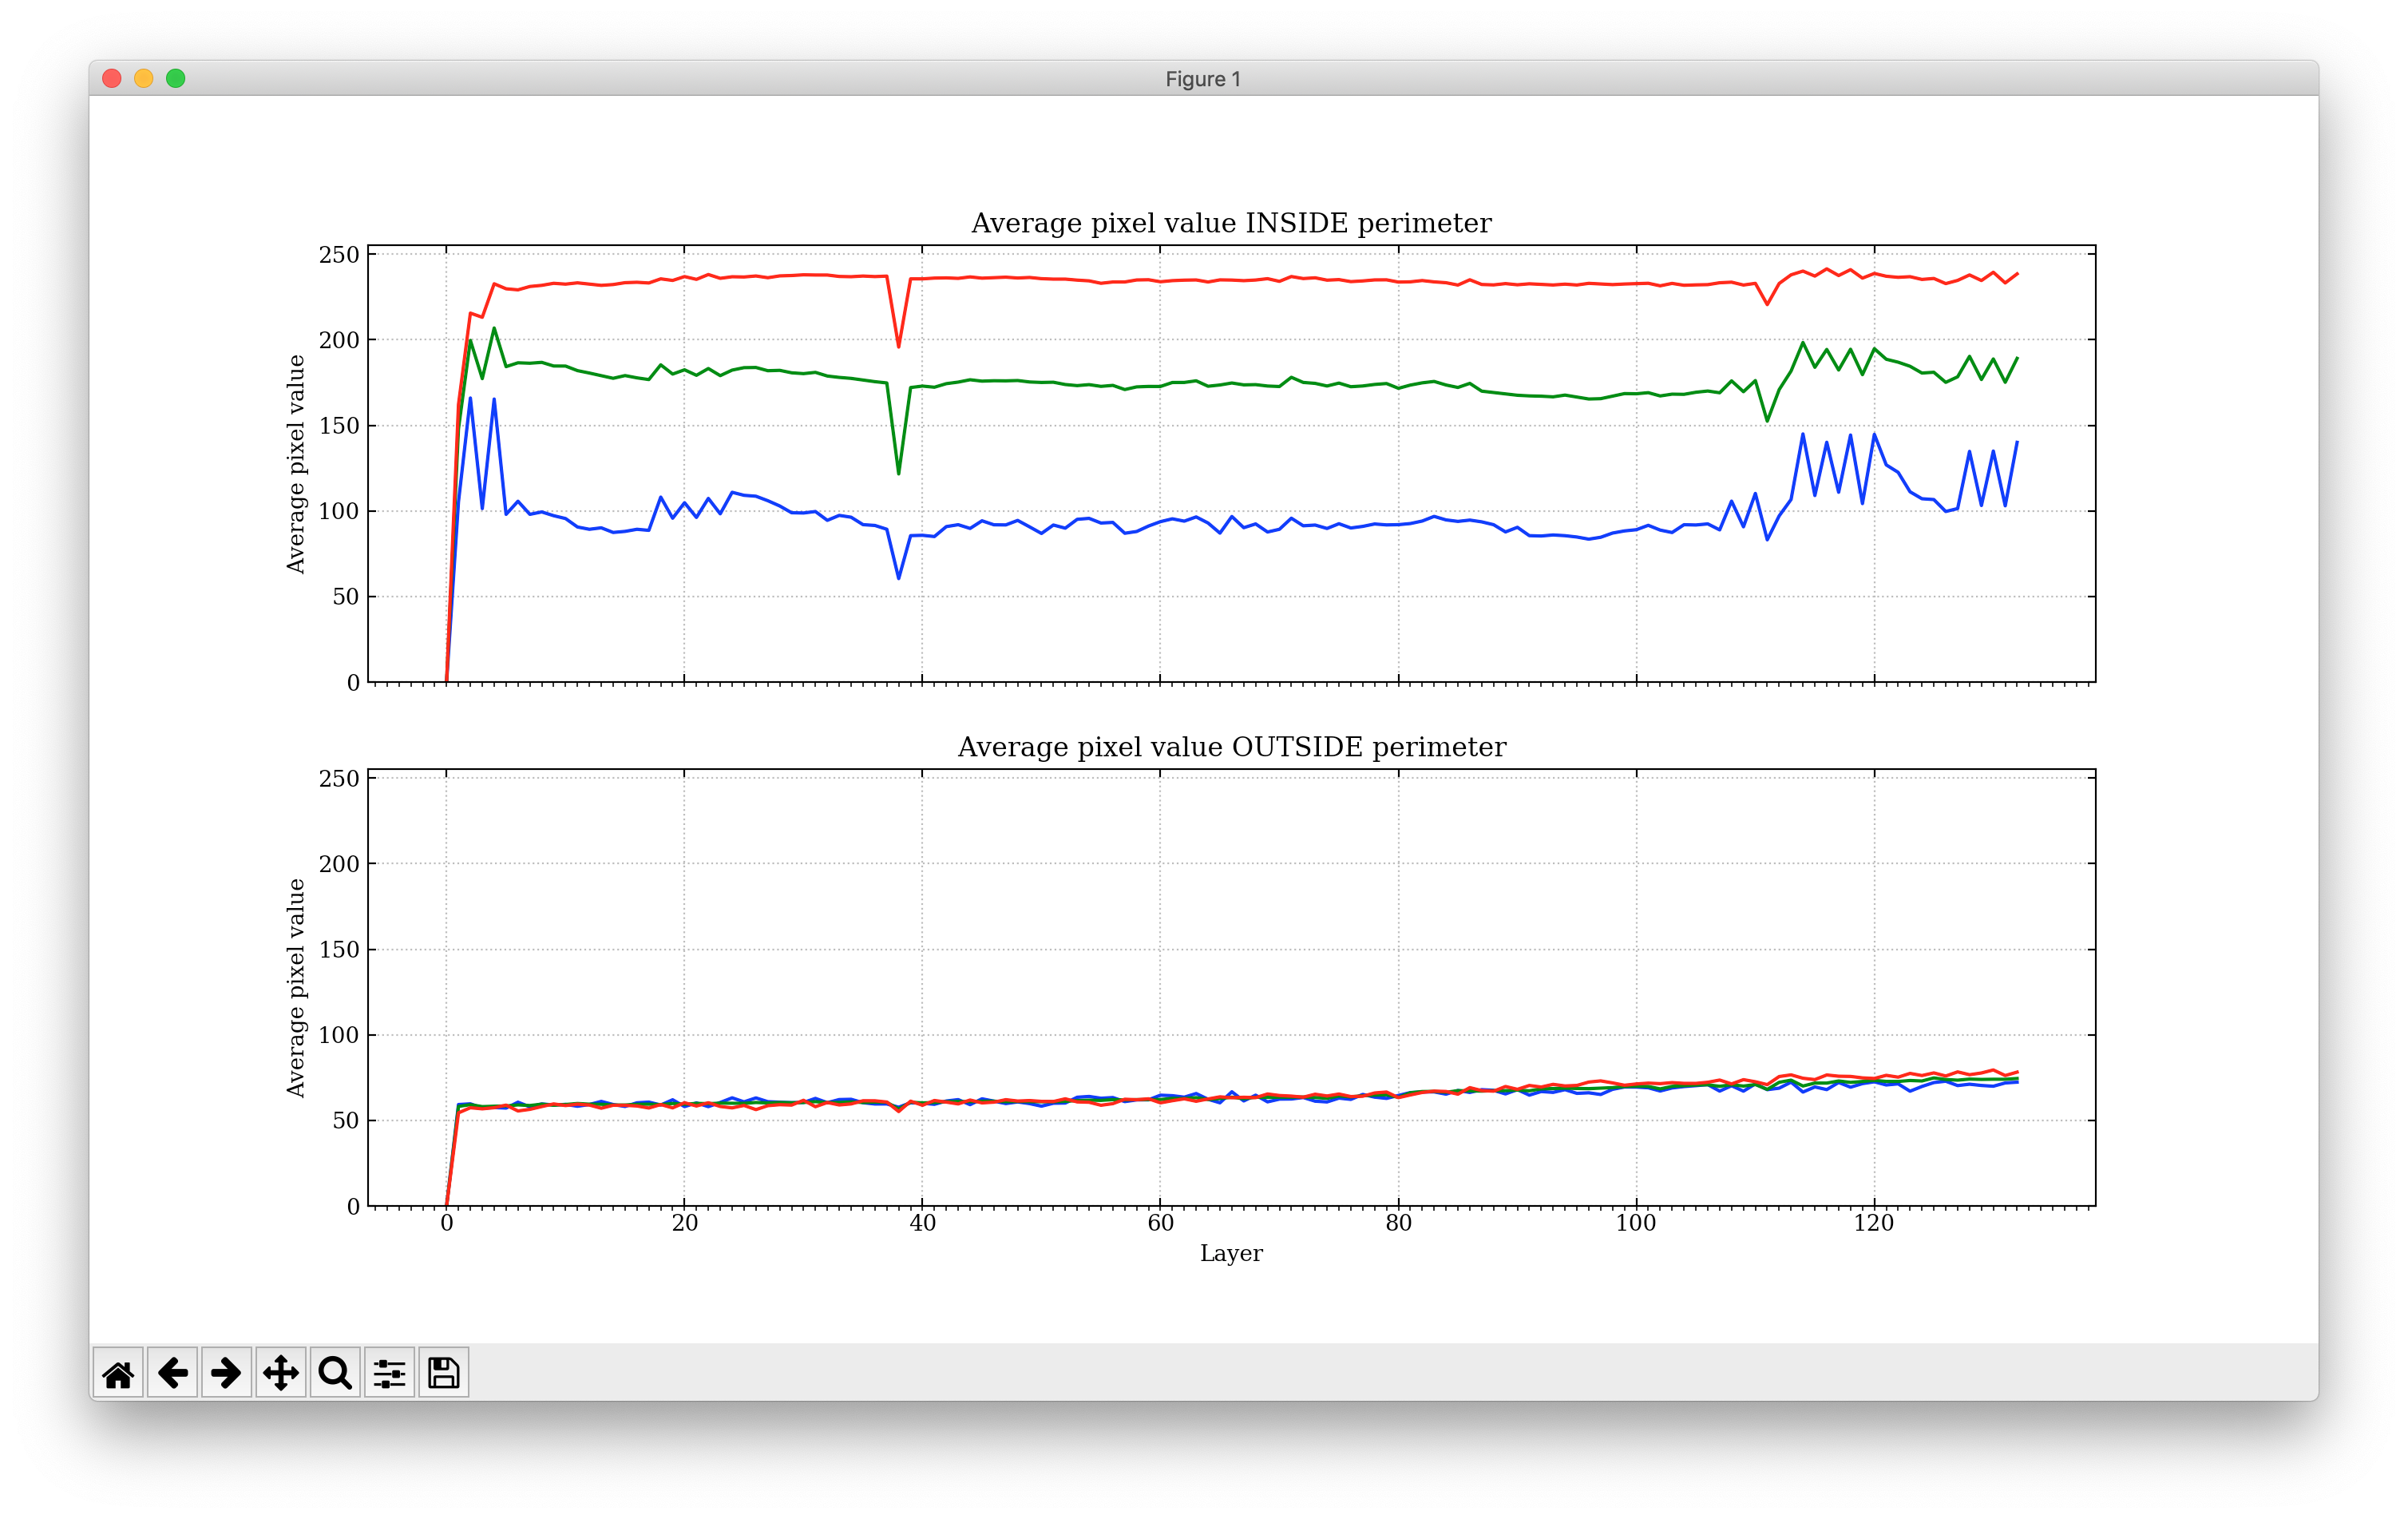 Figure 1
Average pixel value INSIDE perimeter
Average pixel value
250
200
150
100
50
0
Average pixel value OUTSIDE perimeter
Average pixel value
250
200
150
100
50
0
0 20 40 60 80 100 120
Layer